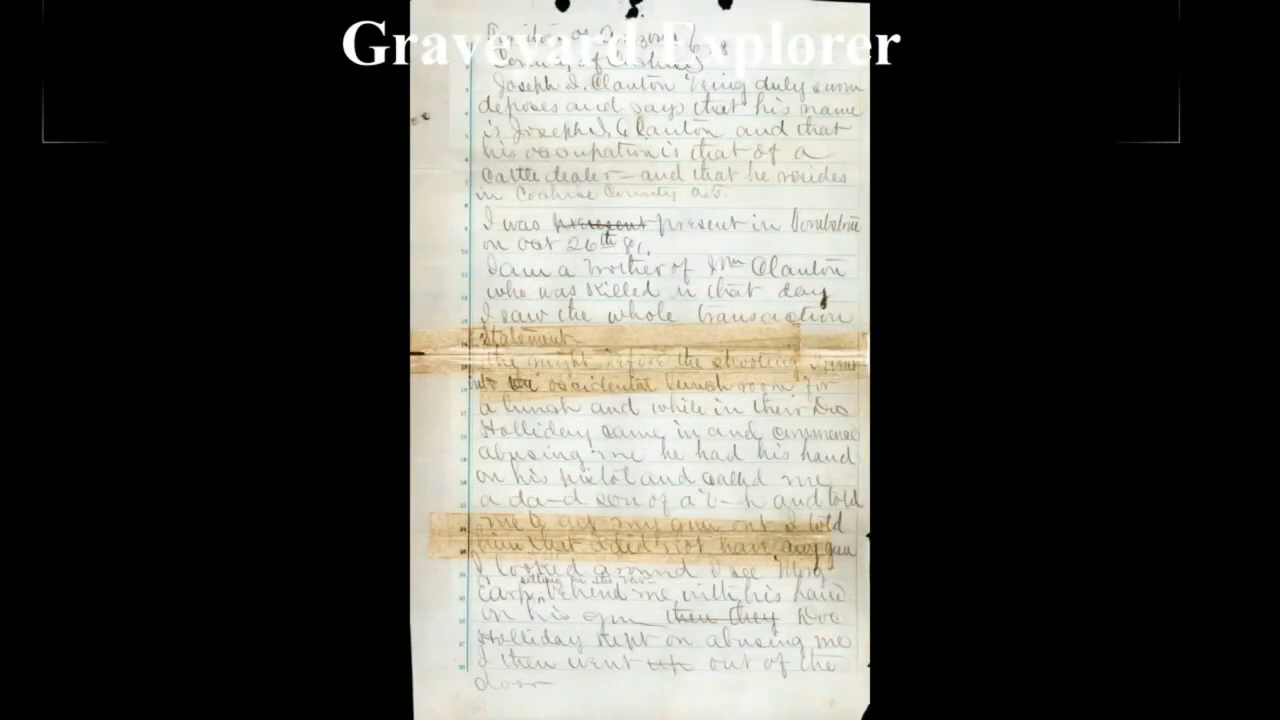 Graveyard Explorer
Territory of Arizona
County of Cochise
Joseph I. Clanton being duly sworn
deposes and says that his name
is Joseph I. Clanton and that
his occupation is that of a
Cattle dealer – and that he resides
in Cochise County
I was present present in Tombstone
on oct 26th 81.
I am a brother of Wm Clanton
who was killed in that day
I saw the whole transaction
Statement
The night before the shooting I went
into the occidental lunch room for
a lunch and while in their Doc
Holliday came in and commenced
abusing me he had his hand
on his pistol and called me
a da–d son of a b–h and told
me to get my gun out I told
him that I did not have any gun
I looked around I see Morg
sitting in the bar
Earp behind me with his hand
on his gun then they Doc
Holliday kept on abusing me
I then went up out of the
door